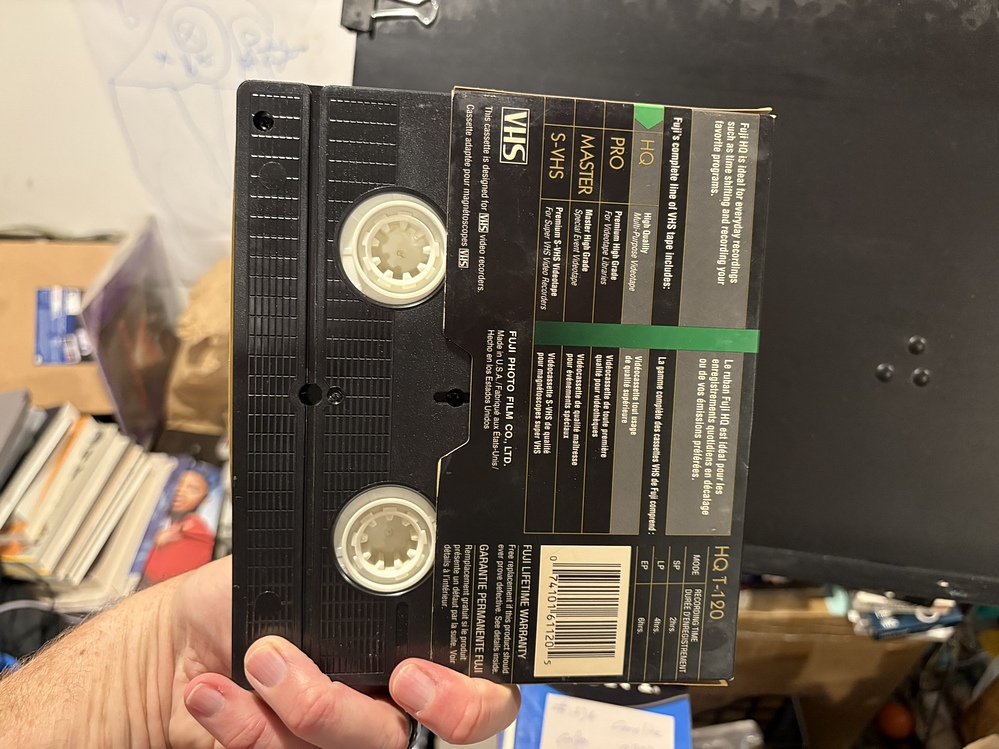 Fuji HQ is ideal for everyday recordings
such as time shifting and recording your
favorite programs.
Le ruban Fuji HQ est idéal pour les
enregistrements quotidiens en décalage
ou de vos émissions préférées.
HQ T-120
Fuji's complete line of VHS tape includes:
La gamme complète des cassettes VHS de Fuji comprend :
HQ
High Quality
Multi-Purpose Videotape
Vidéocassette tout usage
de qualité supérieure
PRO
Premium High Grade
For Videotape Libraries
Vidéocassette de toute première
qualité pour vidéothèques
MASTER
Master High Grade
Special Event Videotape
Vidéocassette de qualité maîtresse
pour événements spéciaux
S-VHS
Premium S-VHS Videotape
For Super VHS Video Recorders
Vidéocassette S-VHS de qualité
pour magnétoscopes super VHS
MODE
RECORDING TIME
DURÉE D'ENREGISTREMENT
SP 2hrs.
LP 4hrs.
EP 6hrs.
0 74101 61120 5
VHS
This cassette is designed for VHS video recorders.
Cassette adaptée pour magnétoscopes VHS.
FUJI PHOTO FILM CO., LTD.
Made in U.S.A./Fabriqué aux États-Unis/
Hecho en los Estados Unidos
FUJI LIFETIME WARRANTY
Free replacement if this product should
ever prove defective. See details inside.
GARANTIE PERMANENTE FUJI
Remplacement gratuit si le produit
présente un défaut par la suite. Voir
détails à l'intérieur.